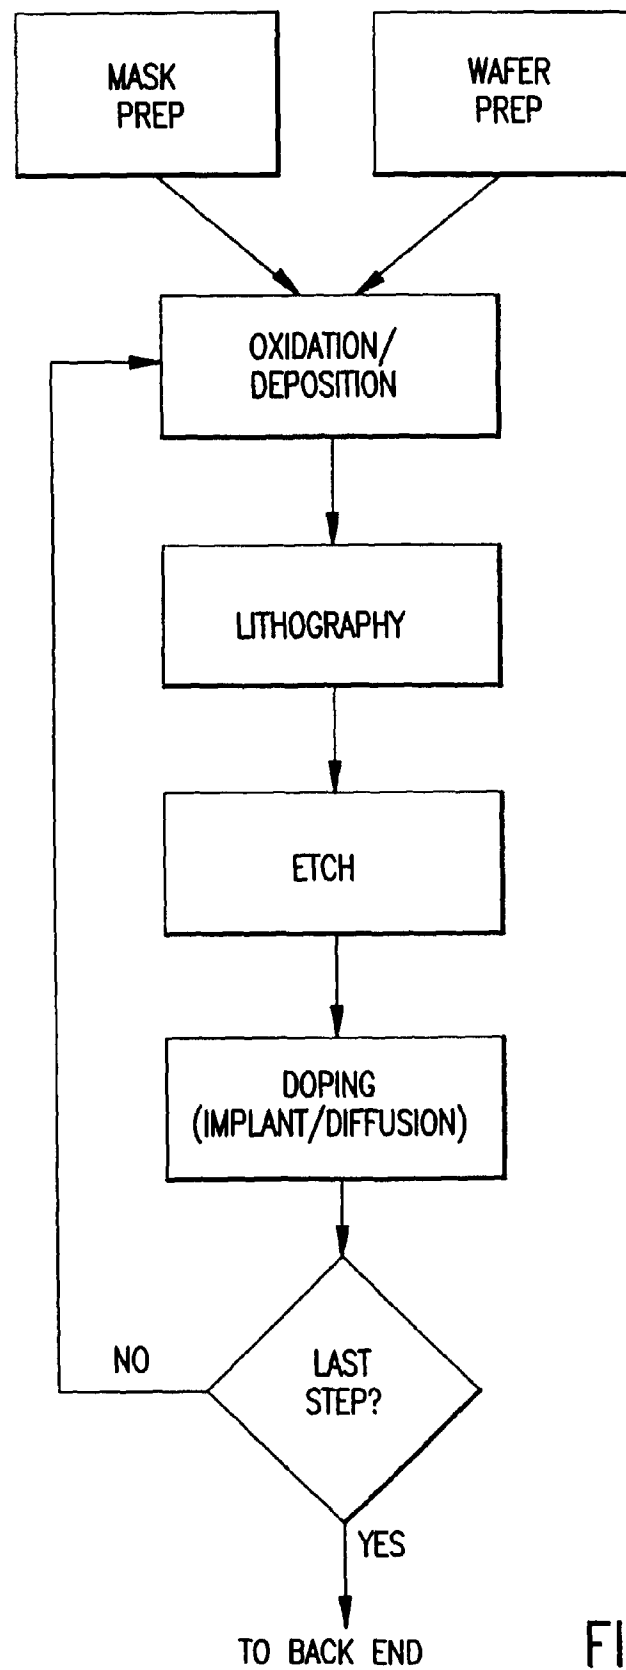 MASK
PREP
WAFER
PREP
OXIDATION/
DEPOSITION
LITHOGRAPHY
ETCH
DOPING
(IMPLANT/DIFFUSION)
LAST
STEP?
NO
YES
TO BACK END
FI